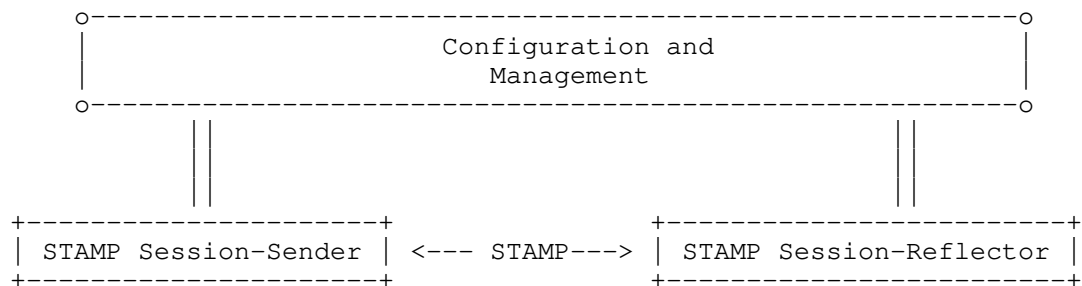 Configuration and
Management
STAMP Session-Sender <--- STAMP---> STAMP Session-Reflector